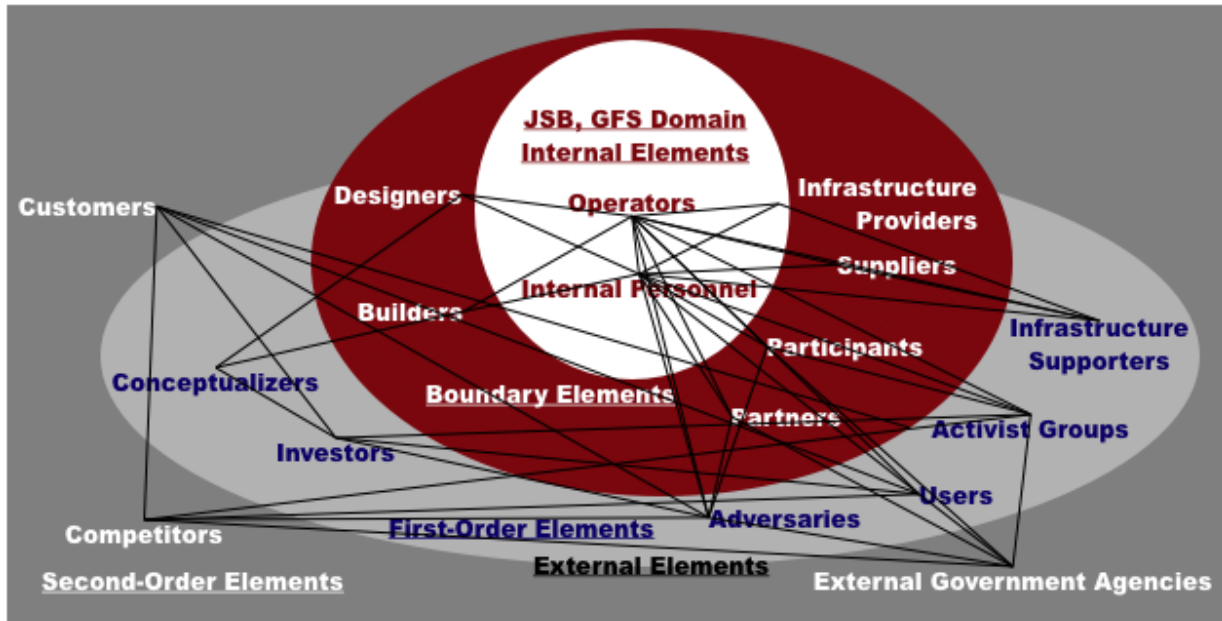 JSB, GFS Domain
Internal Elements
Designers
Operators
Infrastructure
Providers
Customers
Suppliers
Internal Personnel
Builders
Infrastructure
Supporters
Participants
Conceptualizers
Boundary Elements
Partners
Activist Groups
Investors
Users
Adversaries
First-Order Elements
Competitors
External Elements
Second-Order Elements
External Government Agencies